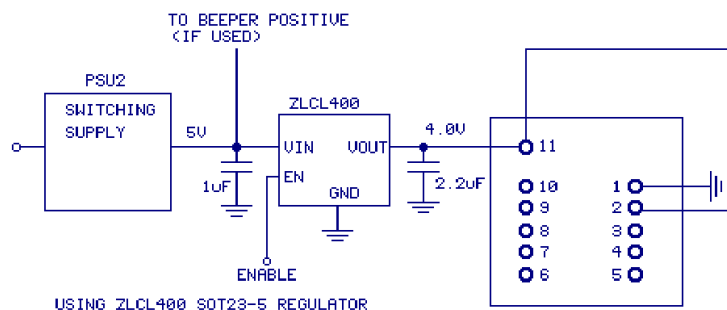 TO BEEPER POSITIVE
(IF USED)
PSU2
SWITCHING
SUPPLY
5V
ZLCL400
VIN
VOUT
EN
GND
1uF
4.0V
2.2uF
ENABLE
11
10
9
8
7
6
1
2
3
4
5
USING ZLCL400 SOT23-5 REGULATOR